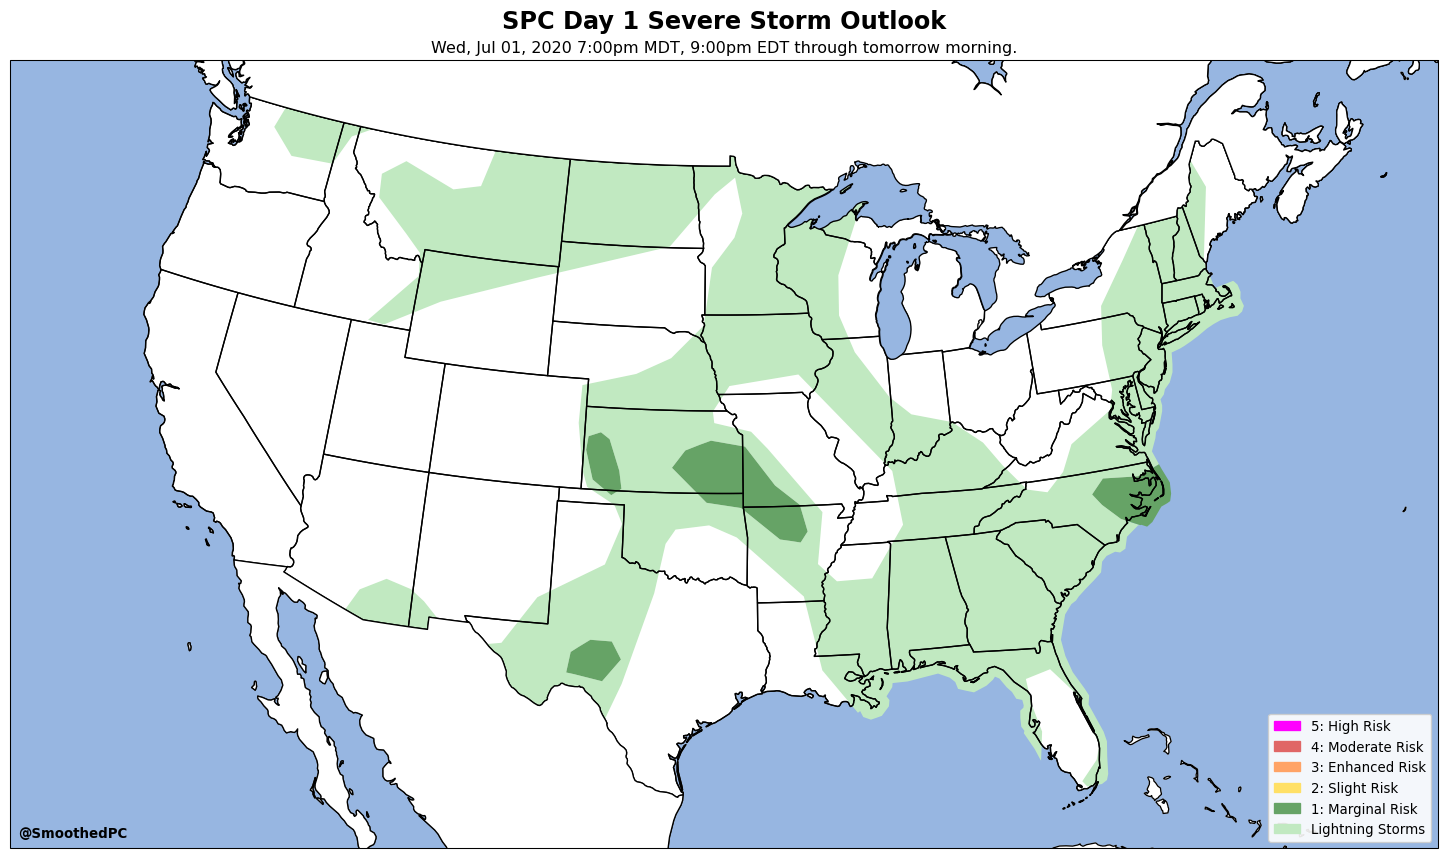 SPC Day 1 Severe Storm Outlook
Wed, Jul 01, 2020 7:00pm MDT, 9:00pm EDT through tomorrow morning.
5: High Risk
4: Moderate Risk
3: Enhanced Risk
2: Slight Risk
1: Marginal Risk
Lightning Storms
@SmoothedPC